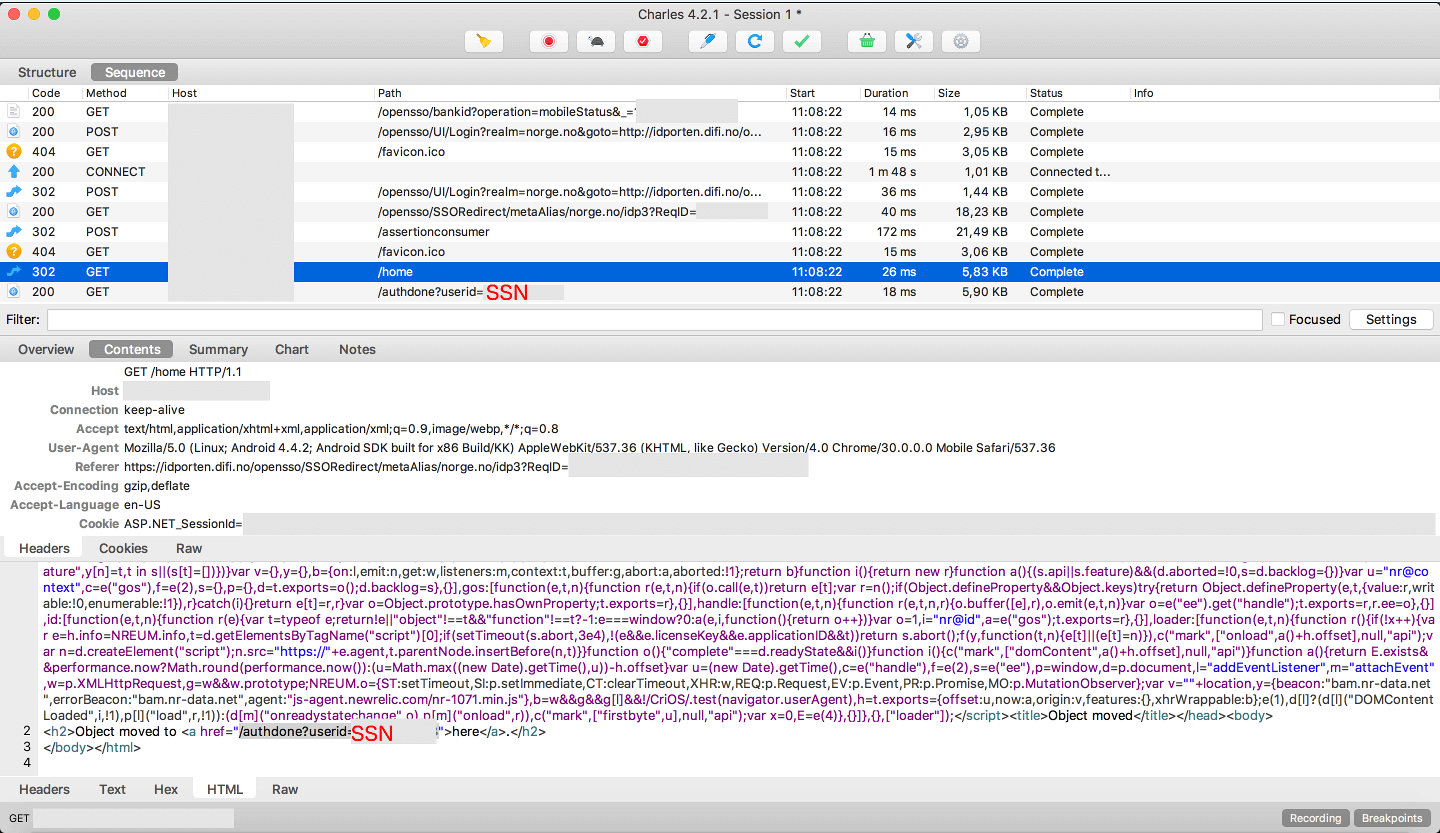 Charles 4.2.1 - Session 1 *
Structure Sequence
Code Method Host Path Start Duration Size Status Info
200 GET /opensso/bankid?operation=mobileStatus&_=1 11:08:22 14 ms 1,05 KB Complete
200 POST /opensso/UI/Login?realm=norge.no&goto=http://idporten.difi.no/o... 11:08:22 16 ms 2,95 KB Complete
404 GET /favicon.ico 11:08:22 15 ms 3,05 KB Complete
200 CONNECT 11:08:22 1 m 48 s 1,01 KB Connected t...
302 POST /opensso/UI/Login?realm=norge.no&goto=http://idporten.difi.no/o... 11:08:22 36 ms 1,44 KB Complete
200 GET /opensso/SSORedirect/metaAlias/norge.no/idp3?ReqID= 11:08:22 40 ms 18,23 KB Complete
302 POST /assertionconsumer 11:08:22 172 ms 21,49 KB Complete
404 GET /favicon.ico 11:08:22 15 ms 3,06 KB Complete
302 GET /home 11:08:22 26 ms 5,83 KB Complete
200 GET /authdone?userid= SSN 11:08:22 18 ms 5,90 KB Complete
Filter: Focused Settings
Overview Contents Summary Chart Notes
GET /home HTTP/1.1
Host
Connection keep-alive
Accept text/html,application/xhtml+xml,application/xml;q=0.9,image/webp,*/*;q=0.8
User-Agent Mozilla/5.0 (Linux; Android 4.4.2; Android SDK built for x86 Build/KK) AppleWebKit/537.36 (KHTML, like Gecko) Version/4.0 Chrome/30.0.0.0 Mobile Safari/537.36
Referer https://idporten.difi.no/opensso/SSORedirect/metaAlias/norge.no/idp3?ReqID=
Accept-Encoding gzip,deflate
Accept-Language en-US
Cookie ASP.NET_SessionId=
Headers Cookies Raw
ature",y[n]=t,t in s||(s[t]=[])})}var v={},y={},b={on:l,emit:n,get:w,listeners:m,context:t,buffer:g,abort:a,aborted:!1};return b}function i(){return new r}function a(){(s.api||s.feature)&&(d.aborted=!0,s=d.backlog={})}var u="nr@co
ntext",c=e("gos"),f=e(2),s={},p={},d=t.exports=o();d.backlog=s},{}],gos:[function(e,t,n){function r(e,t,n){if(o.call(e,t))return e[t];var r=n();if(Object.defineProperty&&Object.keys)try{return Object.defineProperty(e,t,{value:r,writ
able:!0,enumerable:!1}),r}catch(i){}return e[t]=r,r}var o=Object.prototype.hasOwnProperty;t.exports=r},{}],handle:[function(e,t,n){function r(e,t,n,r){o.buffer([e],r),o.emit(e,t,n)}var o=e("ee").get("handle");t.exports=r,r.ee=o},{}]
,id:[function(e,t,n){function r(e){var t=typeof e;return!e||"object"!==t&&"function"!==t?-1:e===window?0:a(e,i,function(){return o++})}var o=1,i="nr@id",a=e("gos");t.exports=r},{}],loader:[function(e,t,n){function r(){if(!x++){va
r e=h.info=NREUM.info,t=d.getElementsByTagName("script")[0];if(setTimeout(s.abort,3e4),!(e&&e.licenseKey&&e.applicationID&&t))return s.abort();f(y,function(t,n){e[t]||(e[t]=n)}),c("mark",["onload",a()+h.offset],null,"api");v
ar n=d.createElement("script");n.src="https://"+e.agent,t.parentNode.insertBefore(n,t)}}function o(){"complete"===d.readyState&&i()}function i(){c("mark",["domContent",a()+h.offset],null,"api")}function a(){return E.exists&
&performance.now?Math.round(performance.now()):(u=Math.max((new Date).getTime(),u))-h.offset}var u=(new Date).getTime(),c=e("handle"),f=e(2),s=e("ee"),p=window,d=p.document,l="addEventListener",m="attachEvent"
,w=p.XMLHttpRequest,g=w&&w.prototype;NREUM.o={ST:setTimeout,SI:p.setImmediate,CT:clearTimeout,XHR:w,REQ:p.Request,EV:p.Event,PR:p.Promise,MO:p.MutationObserver};var v=""+location,y={beacon:"bam.nr-data.net
",errorBeacon:"bam.nr-data.net",agent:"js-agent.newrelic.com/nr-1071.min.js"},b=w&&g&&g[l]&&!/CriOS/.test(navigator.userAgent),h=t.exports={offset:u,now:a,origin:v,features:{},xhrWrappable:b};e(1),d[l]?(d[l]("DOMContent
Loaded",i,!1),p[l]("load",r,!1)):(d[m]("onreadystatechange",o),p[m]("onload",r)),c("mark",["firstbyte",u],null,"api");var x=0,E=e(4)},{}]},{},["loader"]);</script><title>Object moved</title></head><body>
2 <h2>Object moved to <a href="/authdone?userid=SSN">here</a>.</h2>
3 </body></html>
4
Headers Text Hex HTML Raw
GET Recording Breakpoints